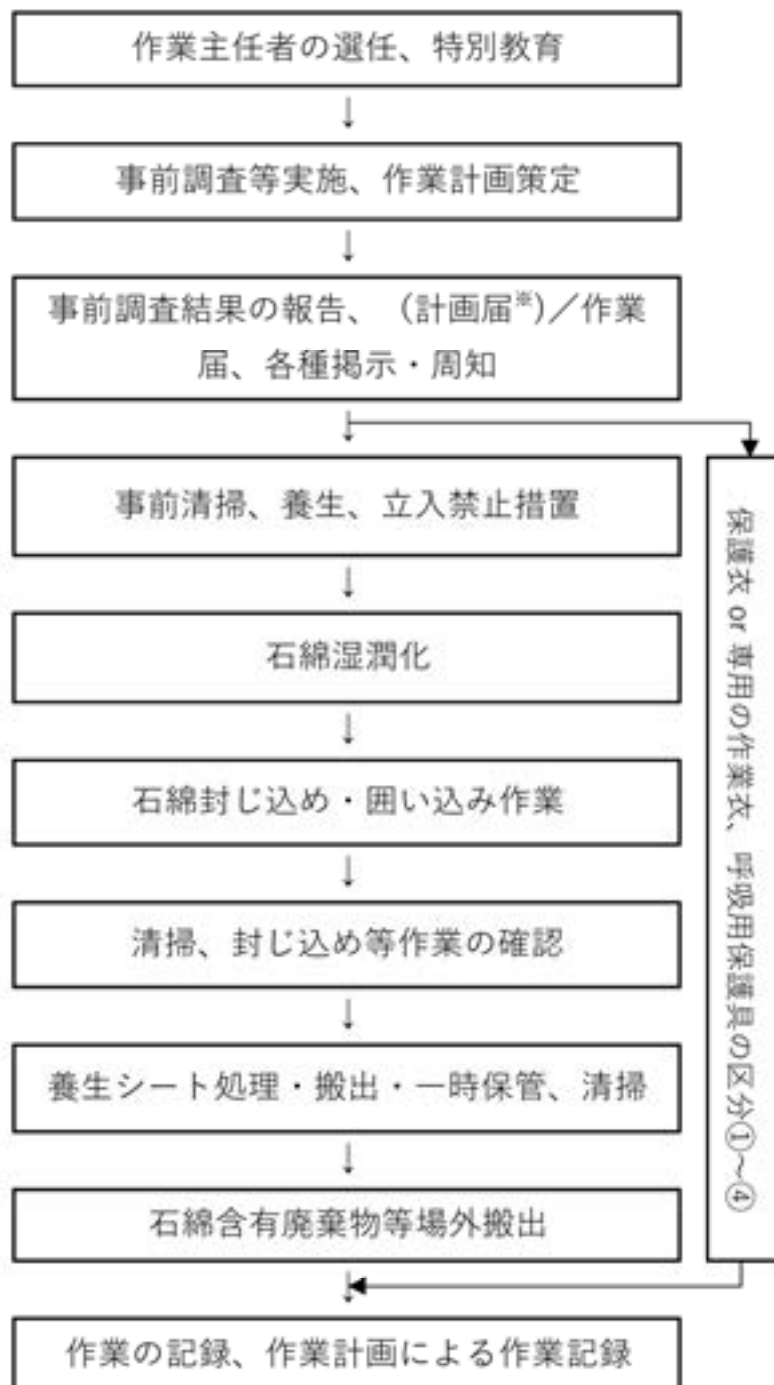 作業主任者の選任、特別教育
↓
事前調査等実施、作業計画策定
↓
事前調査結果の報告、（計画届※)／作業
届、各種掲示・周知
↓
事前清掃、養生、立入禁止措置
↓
石綿湿潤化
↓
石綿封じ込め・囲い込み作業
↓
清掃、封じ込め等作業の確認
↓
養生シート処理・搬出・一時保管、清掃
↓
石綿含有廃棄物等場外搬出
↓
作業の記録、作業計画による作業記録
保護衣 or 専用の作業衣、呼吸用保護具の区分①～④